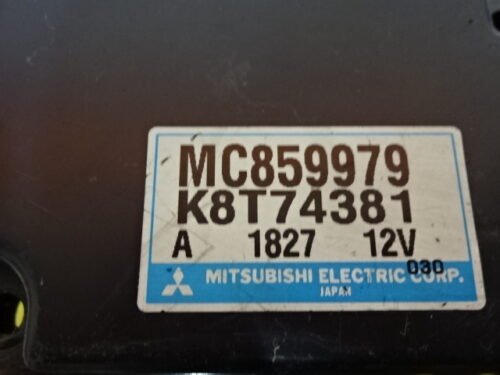 MC859979
K8T74381
A 1827 12V
030
MITSUBISHI ELECTRIC CORP.
JAPAN